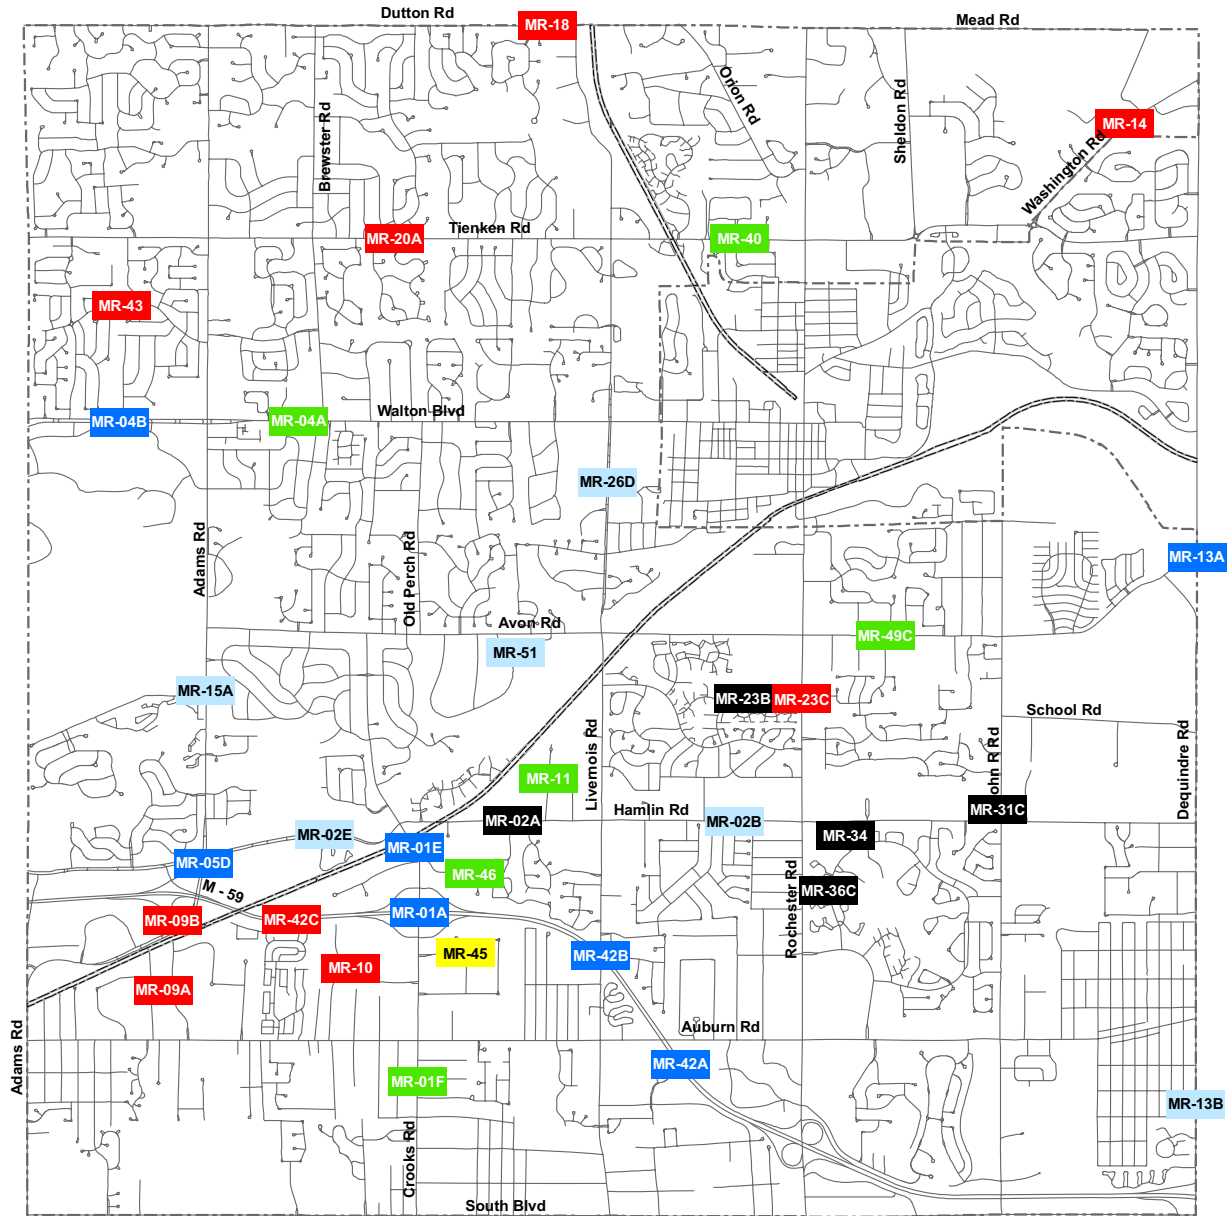 Dutton Rd
MR-18
Mead Rd
Orion Rd
Sheldon Rd
Brewster Rd
MR-14
Washington Rd
Tienken Rd
MR-20A
MR-40
MR-43
Walton Blvd
MR-04B
MR-04A
MR-26D
Adams Rd
Old Perch Rd
MR-13A
Avon Rd
MR-49C
MR-51
MR-15A
MR-23B
MR-23C
School Rd
Livernois Rd
John R Rd
Dequindre Rd
MR-11
Hamlin Rd
MR-02A
MR-02B
MR-31C
MR-02E
MR-34
MR-01E
MR-05D
MR-46
M - 59
Rochester Rd
MR-36C
MR-09B
MR-42C
MR-01A
MR-45
MR-42B
MR-10
MR-09A
Auburn Rd
Adams Rd
MR-42A
MR-01F
MR-13B
Crooks Rd
South Blvd